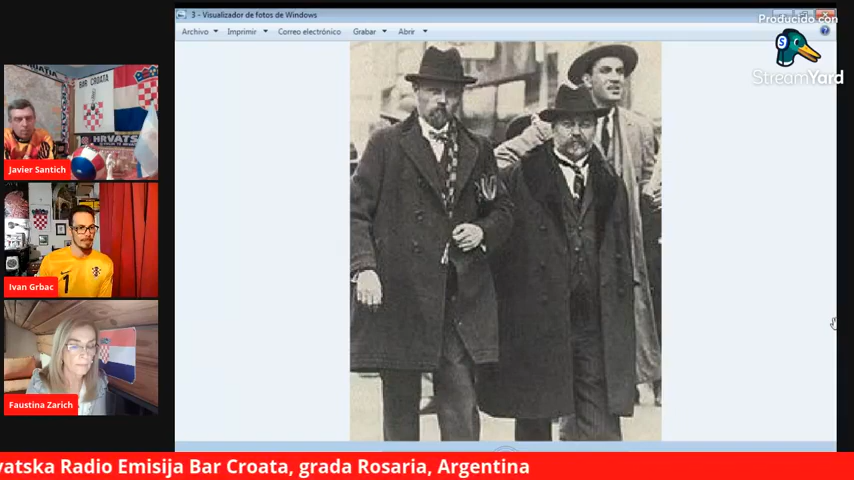 3 - Visualizador de fotos de Windows
Archivo Imprimir Correo electrónico Grabar Abrir
Producido con
S
StreamYard
BAR CROATA
HRVATSKA
Javier Santich
Ivan Grbac
1
Faustina Zarich
vatska Radio Emisija Bar Croata, grada Rosaria, Argentina